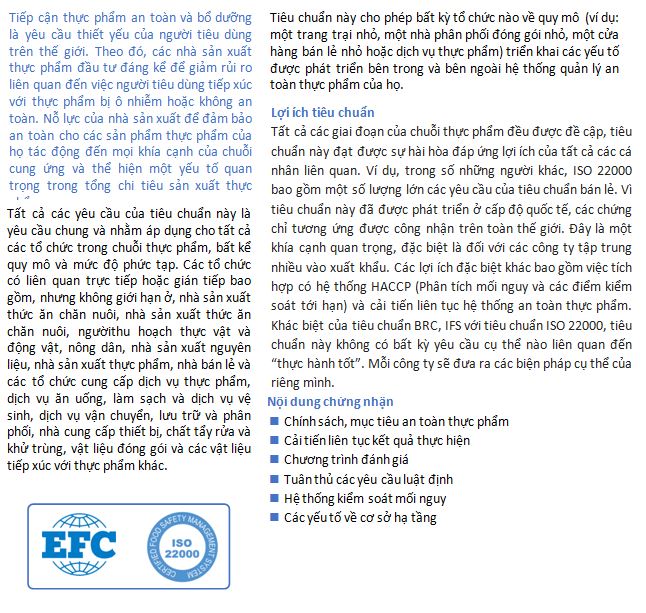 Tiếp cận thực phẩm an toàn và bổ dưỡng
là yêu cầu thiết yếu của người tiêu dùng
trên thế giới. Theo đó, các nhà sản xuất
thực phẩm đầu tư đáng kể để giảm rủi ro
liên quan đến việc người tiêu dùng tiếp xúc
với thực phẩm bị ô nhiễm hoặc không an
toàn. Nỗ lực của nhà sản xuất để đảm bảo
an toàn cho các sản phẩm thực phẩm của
họ tác động đến mọi khía cạnh của chuỗi
cung ứng và thể hiện một yếu tố quan
trọng trong tổng chi tiêu sản xuất thực
Tất cả các yêu cầu của tiêu chuẩn này là
yêu cầu chung và nhằm áp dụng cho tất cả
các tổ chức trong chuỗi thực phẩm, bất kể
quy mô và mức độ phức tạp. Các tổ chức
có liên quan trực tiếp hoặc gián tiếp bao
gồm, nhưng không giới hạn ở, nhà sản xuất
thức ăn chăn nuôi, nhà sản xuất thức ăn
chăn nuôi, ngườithu hoạch thực vật và
động vật, nông dân, nhà sản xuất nguyên
liệu, nhà sản xuất thực phẩm, nhà bán lẻ và
các tổ chức cung cấp dịch vụ thực phẩm,
dịch vụ ăn uống, làm sạch và dịch vụ vệ
sinh, dịch vụ vận chuyển, lưu trữ và phân
phối, nhà cung cấp thiết bị, chất tẩy rửa và
khử trùng, vật liệu đóng gói và các vật liệu
tiếp xúc với thực phẩm khác.
EFC
CERTIFIED FOOD SAFETY MANAGEMENT SYSTEM
ISO
22000
Tiêu chuẩn này cho phép bất kỳ tổ chức nào về quy mô (ví dụ:
một trang trại nhỏ, một nhà phân phối đóng gói nhỏ, một cửa
hàng bán lẻ nhỏ hoặc dịch vụ thực phẩm) triển khai các yếu tố
được phát triển bên trong và bên ngoài hệ thống quản lý an
toàn thực phẩm của họ.
Lợi ích tiêu chuẩn
Tất cả các giai đoạn của chuỗi thực phẩm đều được đề cập, tiêu
chuẩn này đạt được sự hài hòa đáp ứng lợi ích của tất cả các cá
nhân liên quan. Ví dụ, trong số những người khác, ISO 22000
bao gồm một số lượng lớn các yêu cầu của tiêu chuẩn bán lẻ. Vì
tiêu chuẩn này đã được phát triển ở cấp độ quốc tế, các chứng
chỉ tương ứng được công nhận trên toàn thế giới. Đây là một
khía cạnh quan trọng, đặc biệt là đối với các công ty tập trung
nhiều vào xuất khẩu. Các lợi ích đặc biệt khác bao gồm việc tích
hợp có hệ thống HACCP (Phân tích mối nguy và các điểm kiểm
soát tới hạn) và cải tiến liên tục hệ thống an toàn thực phẩm.
Khác biệt của tiêu chuẩn BRC, IFS với tiêu chuẩn ISO 22000, tiêu
chuẩn này không có bất kỳ yêu cầu cụ thể nào liên quan đến
“thực hành tốt”. Mỗi công ty sẽ đưa ra các biện pháp cụ thể của
riêng mình.
Nội dung chứng nhận
Chính sách, mục tiêu an toàn thực phẩm
Cải tiến liên tục kết quả thực hiện
Chương trình đánh giá
Tuân thủ các yêu cầu luật định
Hệ thống kiểm soát mối nguy
Các yếu tố về cơ sở hạ tầng